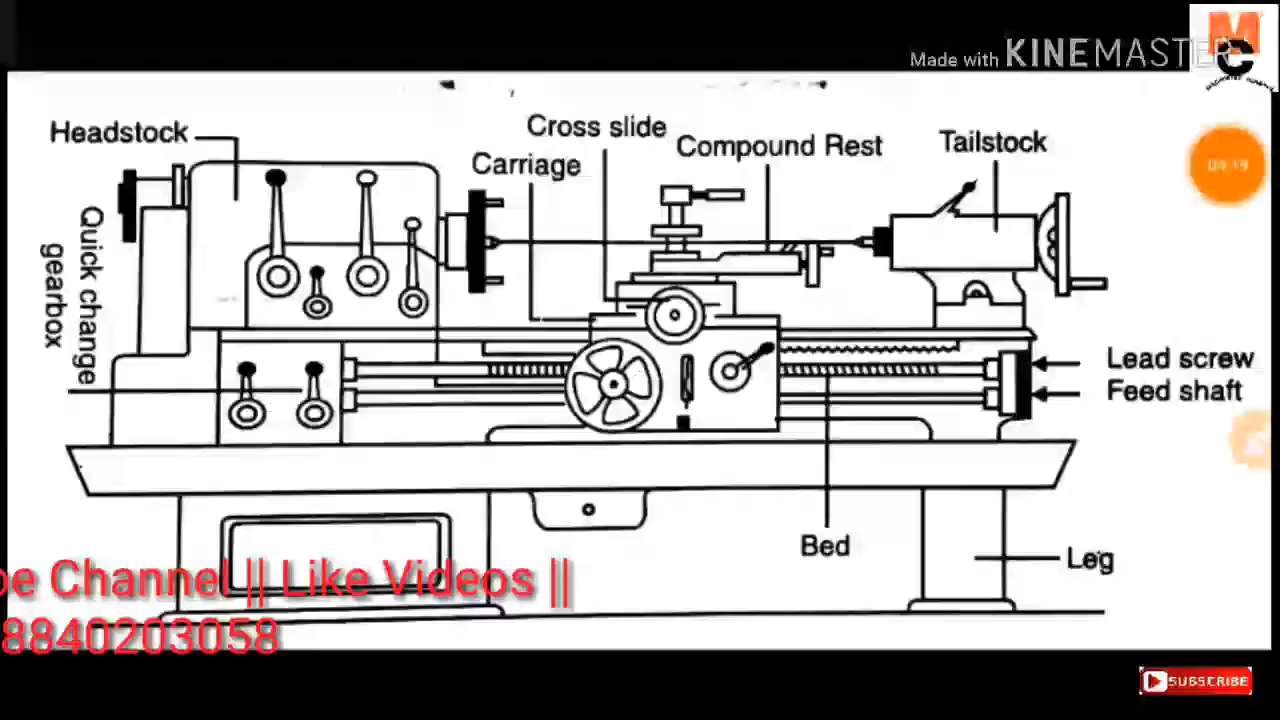 Made with KINEMASTER
MC
Headstock
Cross slide
Carriage
Compound Rest
Tailstock
Quick change
gearbox
Lead screw
Feed shaft
Bed
Leg
Channel || Like Videos ||
8840203058
SUBSCRIBE